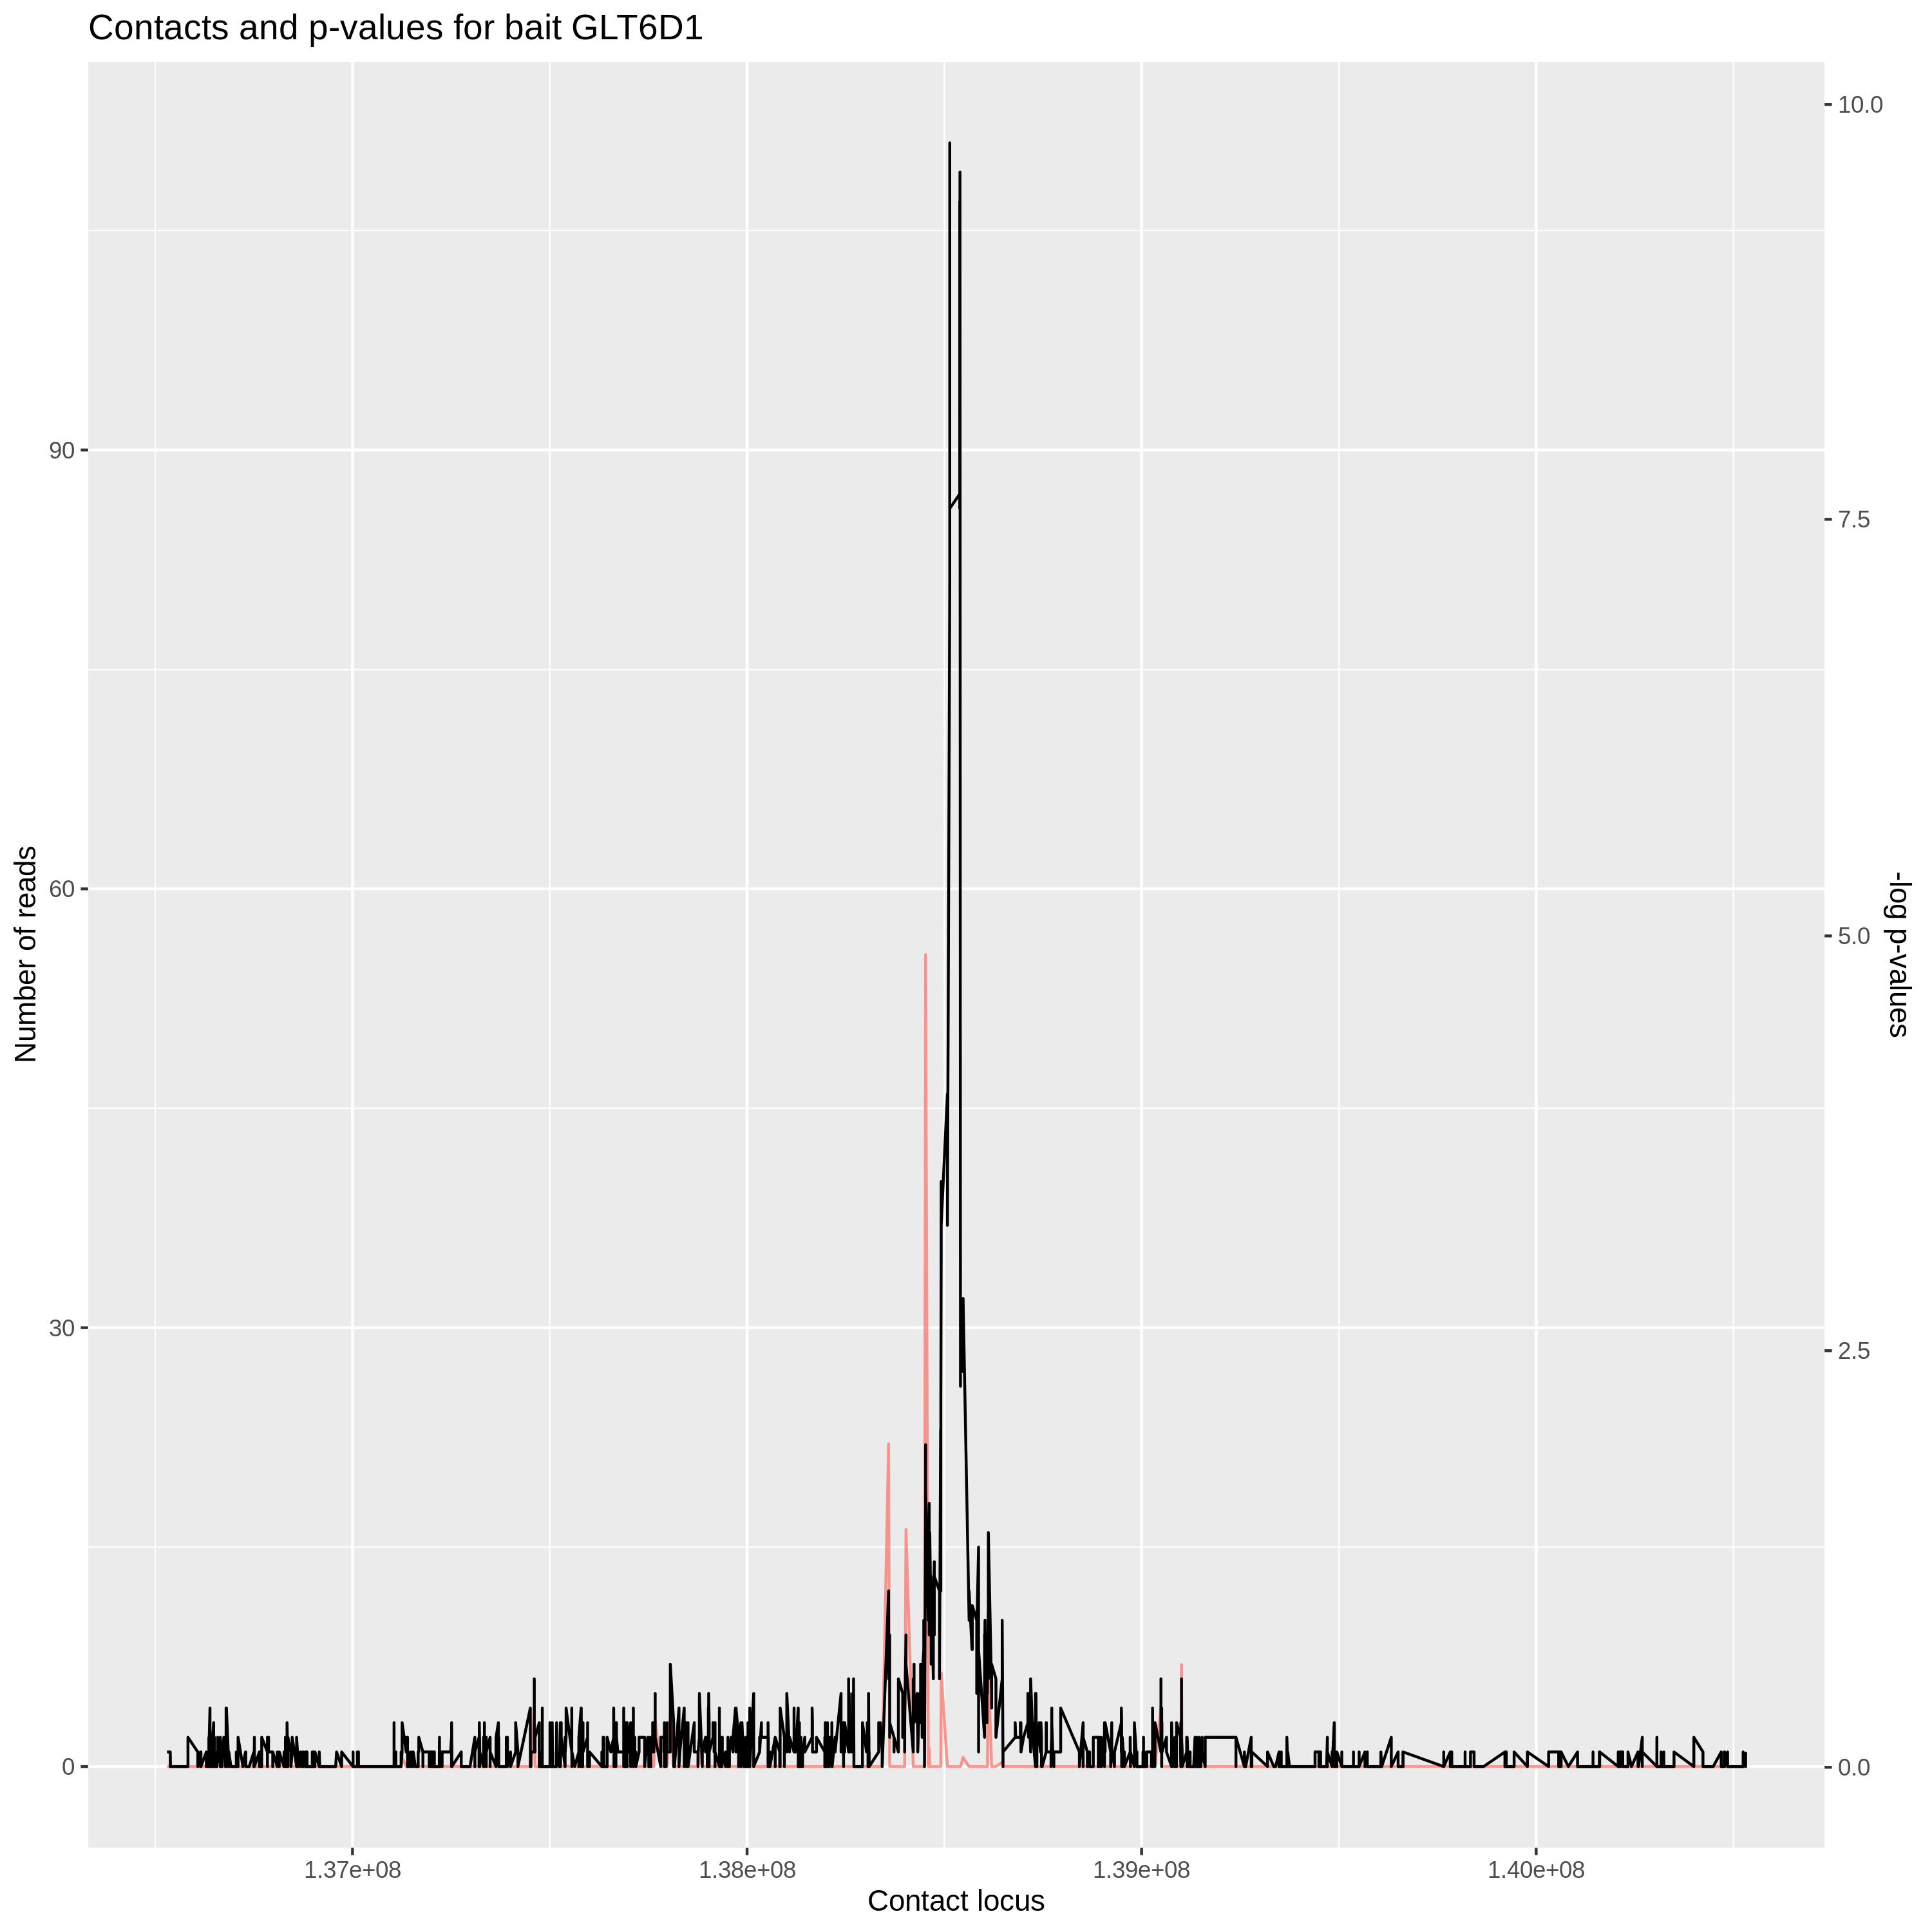 Contacts and p-values for bait GLT6D1
10.0
90
7.5
Number of reads
-log p-values
60
5.0
30
2.5
0
0.0
1.37e+08
1.38e+08
1.39e+08
1.40e+08
Contact locus